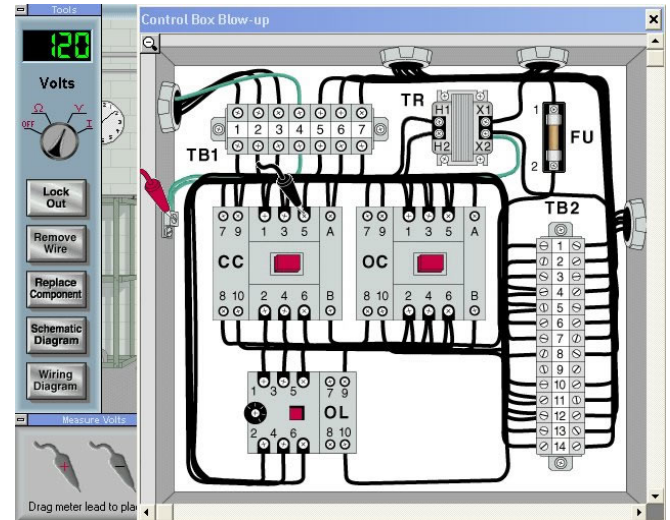 Tools
120
Volts
Ω V
OFF I
Lock
Out
Remove
Wire
Replace
Component
Schematic
Diagram
Wiring
Diagram
Measure Volts
+ −
Drag meter lead to pla
Control Box Blow-up
TB1
1 2 3 4 5 6 7
TR
H1 X1
H2 X2
1
FU
2
7 9 1 3 5 A
CC
8 10 2 4 6 B
7 9 1 3 5 A
OC
8 10 2 4 6 B
1 3 5 7 9
OL
2 4 6 8 10
TB2
1
2
3
4
5
6
7
8
9
10
11
12
13
14